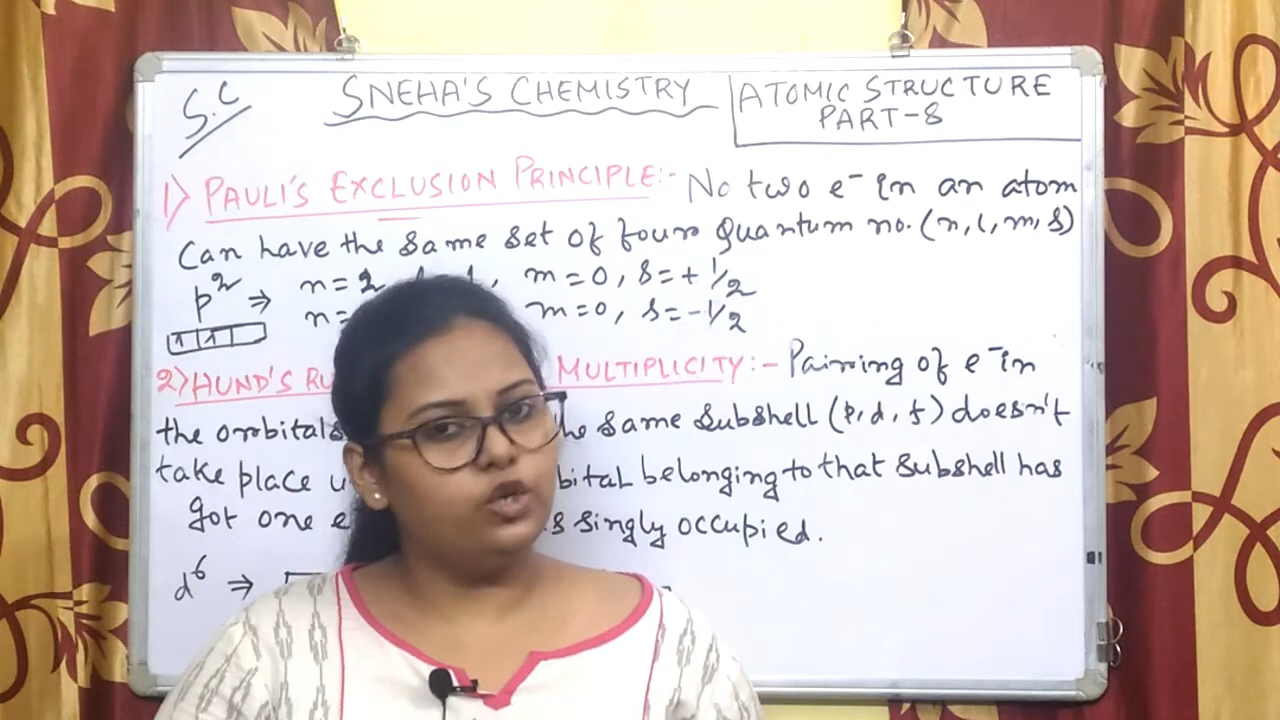 S.C
SNEHA'S CHEMISTRY
ATOMIC STRUCTURE
PART-8
1) PAULI'S EXCLUSION PRINCIPLE:- No two e⁻ in an atom
Can have the same set of four Quantum no. (n, l, m, s)
p² ⇒ n=2 m=0, s=+1/2
n= m=0, s=-1/2
2) HUND'S MULTIPLICITY:- Pairing of e⁻ in
the orbitals same subshell (p, d, f) doesn't
take place belonging to that subshell has
got one singly occupied.
d⁶ ⇒